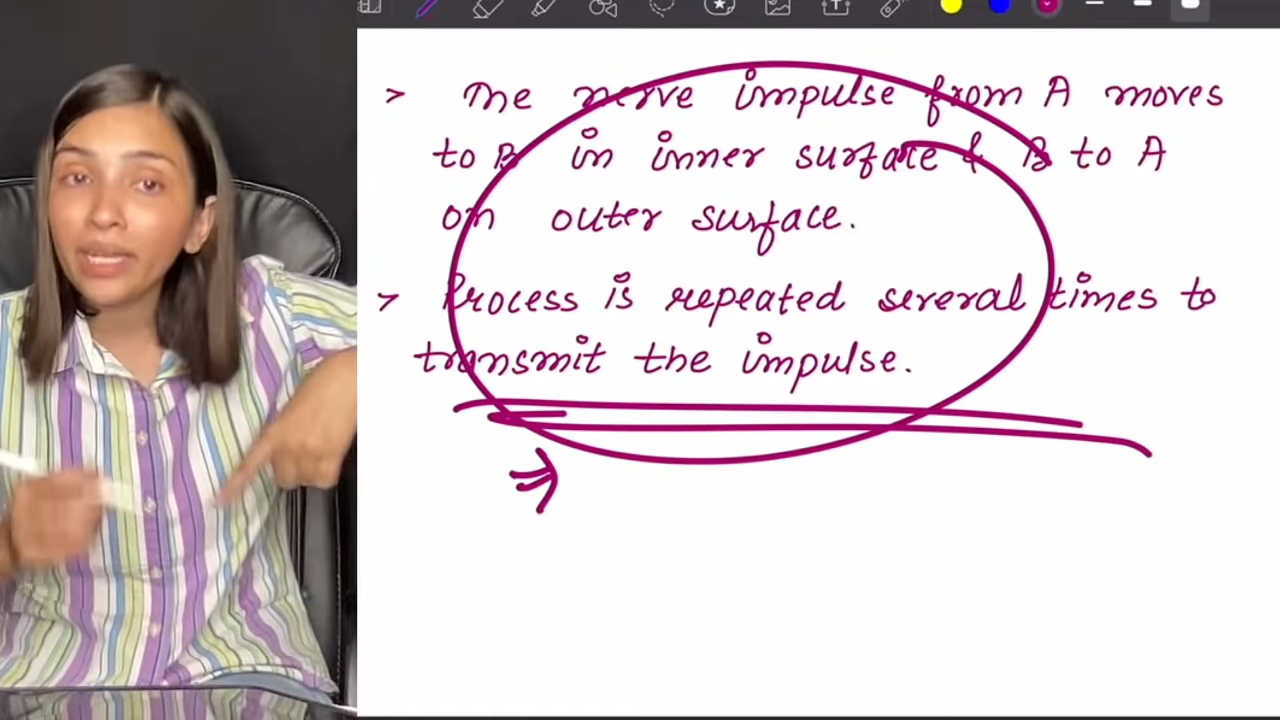 > The nerve impulse from A moves
to B in inner surface & B to A
on outer surface.
> Process is repeated several times to
transmit the impulse.